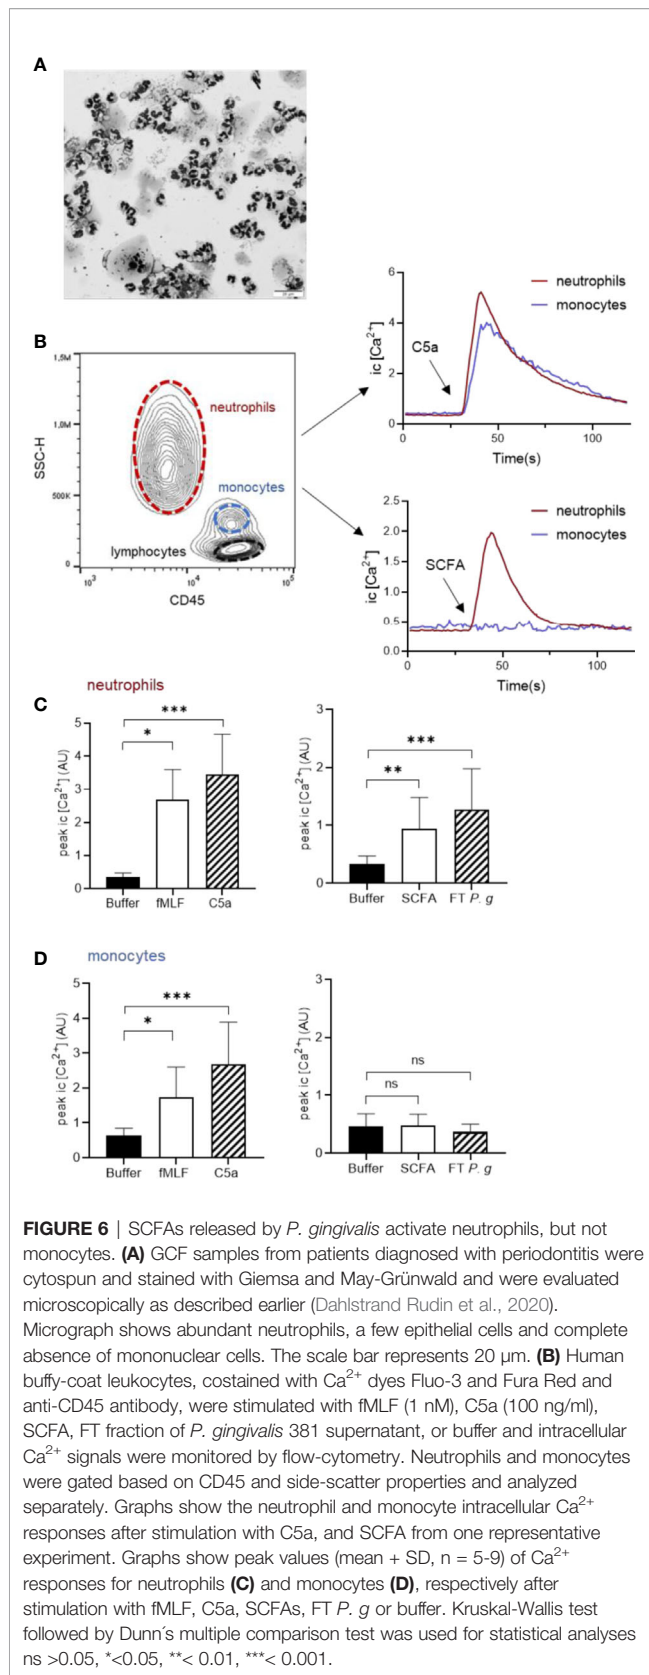 A
20 µm
B
1,5M
1,0M
500K
0
SSC-H
neutrophils
monocytes
lymphocytes
10³
10⁴
10⁵
CD45
6
4
2
0
ic [Ca²⁺]
neutrophils
monocytes
C5a
0
50
100
Time(s)
2.5
2.0
1.5
1.0
0.5
0.0
ic [Ca²⁺]
neutrophils
monocytes
SCFA
0
50
100
Time(s)
C
neutrophils
5
4
3
2
1
0
peak ic [Ca²⁺] (AU)
***
*
Buffer fMLF C5a
3
2
1
0
peak ic [Ca²⁺] (AU)
***
**
Buffer SCFA FT P. g
D
monocytes
5
4
3
2
1
0
peak ic [Ca²⁺] (AU)
***
*
Buffer fMLF C5a
3
2
1
0
peak ic [Ca²⁺] (AU)
ns
ns
Buffer SCFA FT P. g
FIGURE 6 | SCFAs released by P. gingivalis activate neutrophils, but not
monocytes. (A) GCF samples from patients diagnosed with periodontitis were
cytospun and stained with Giemsa and May-Grünwald and were evaluated
microscopically as described earlier (Dahlstrand Rudin et al., 2020).
Micrograph shows abundant neutrophils, a few epithelial cells and complete
absence of mononuclear cells. The scale bar represents 20 µm. (B) Human
buffy-coat leukocytes, costained with Ca²⁺ dyes Fluo-3 and Fura Red and
anti-CD45 antibody, were stimulated with fMLF (1 nM), C5a (100 ng/ml),
SCFA, FT fraction of P. gingivalis 381 supernatant, or buffer and intracellular
Ca²⁺ signals were monitored by flow-cytometry. Neutrophils and monocytes
were gated based on CD45 and side-scatter properties and analyzed
separately. Graphs show the neutrophil and monocyte intracellular Ca²⁺
responses after stimulation with C5a, and SCFA from one representative
experiment. Graphs show peak values (mean + SD, n = 5-9) of Ca²⁺
responses for neutrophils (C) and monocytes (D), respectively after
stimulation with fMLF, C5a, SCFAs, FT P. g or buffer. Kruskal-Wallis test
followed by Dunn´s multiple comparison test was used for statistical analyses
ns >0.05, *<0.05, **< 0.01, ***< 0.001.